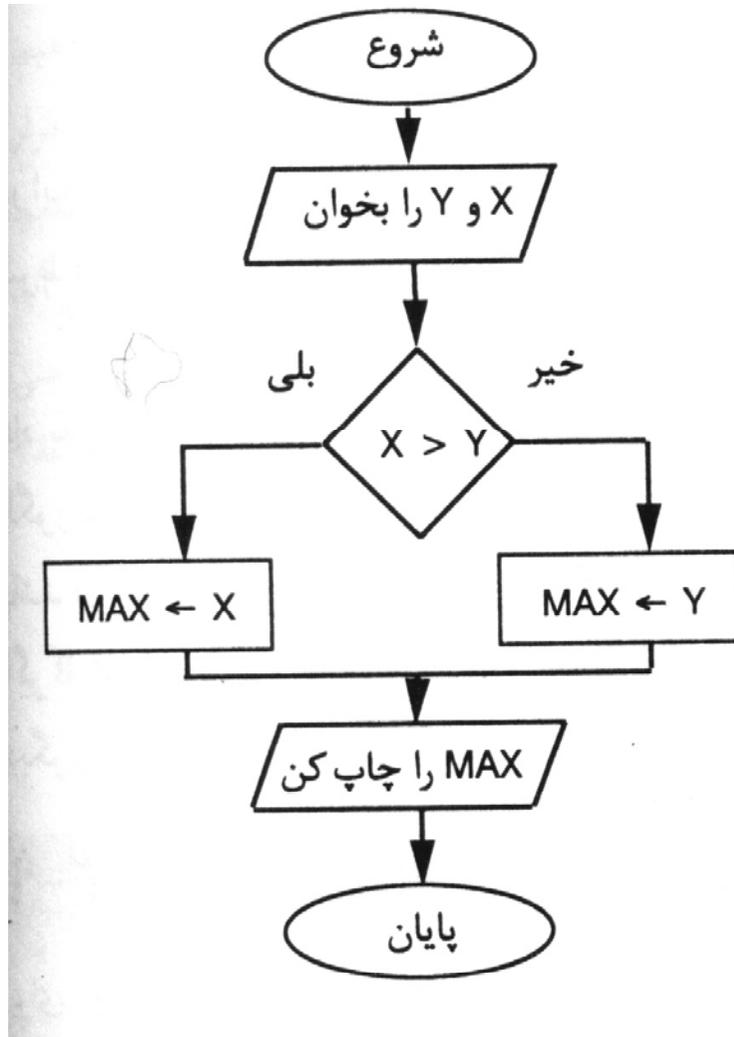 شروع
X و Y را بخوان
بلی
خیر
X > Y
MAX ← X
MAX ← Y
MAX را چاپ کن
پایان